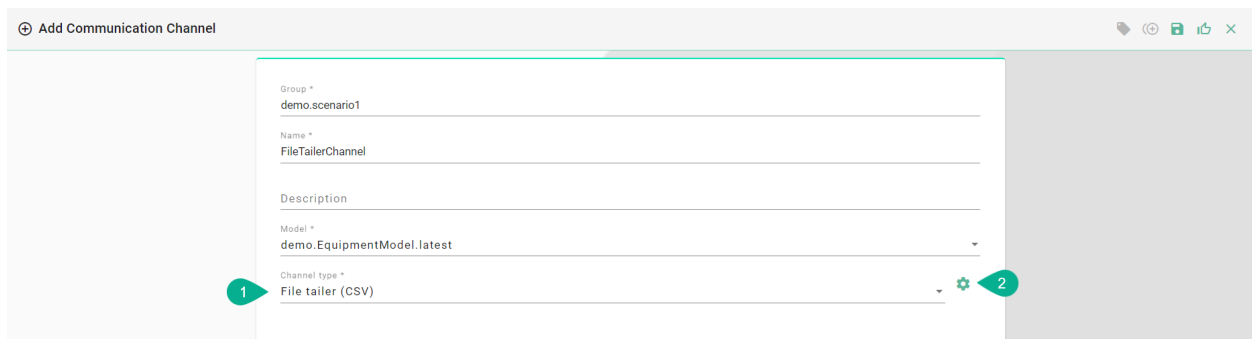 Add Communication Channel
Group *
demo.scenario1
Name *
FileTailerChannel
Description
Model *
demo.EquipmentModel.latest
Channel type *
1
File tailer (CSV)
2